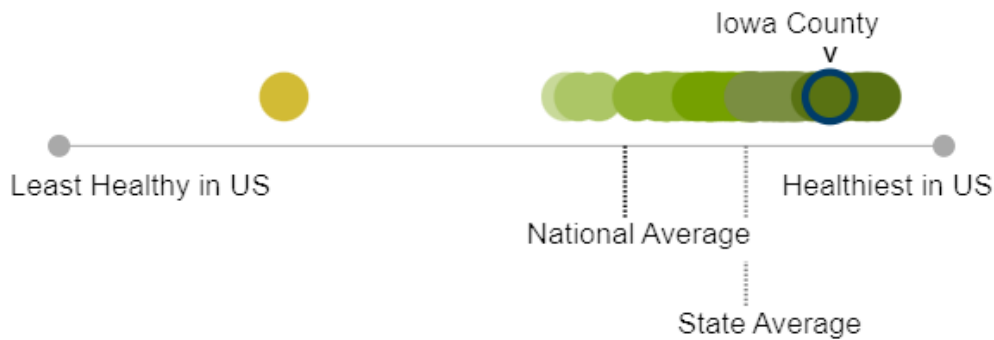 Iowa County
v
Least Healthy in US
Healthiest in US
National Average
State Average